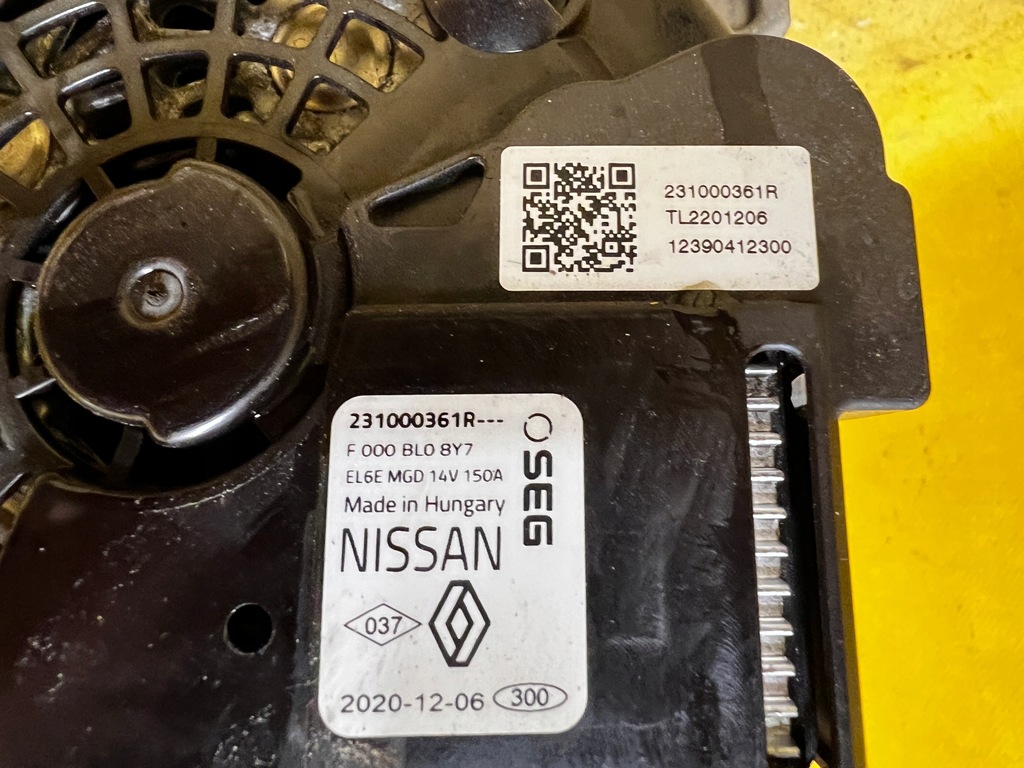 231000361R
TL2201206
12390412300
231000361R---
F 000 BL0 8Y7
EL6E MGD 14V 150A
Made in Hungary
NISSAN
037
2020-12-06 300
SEG